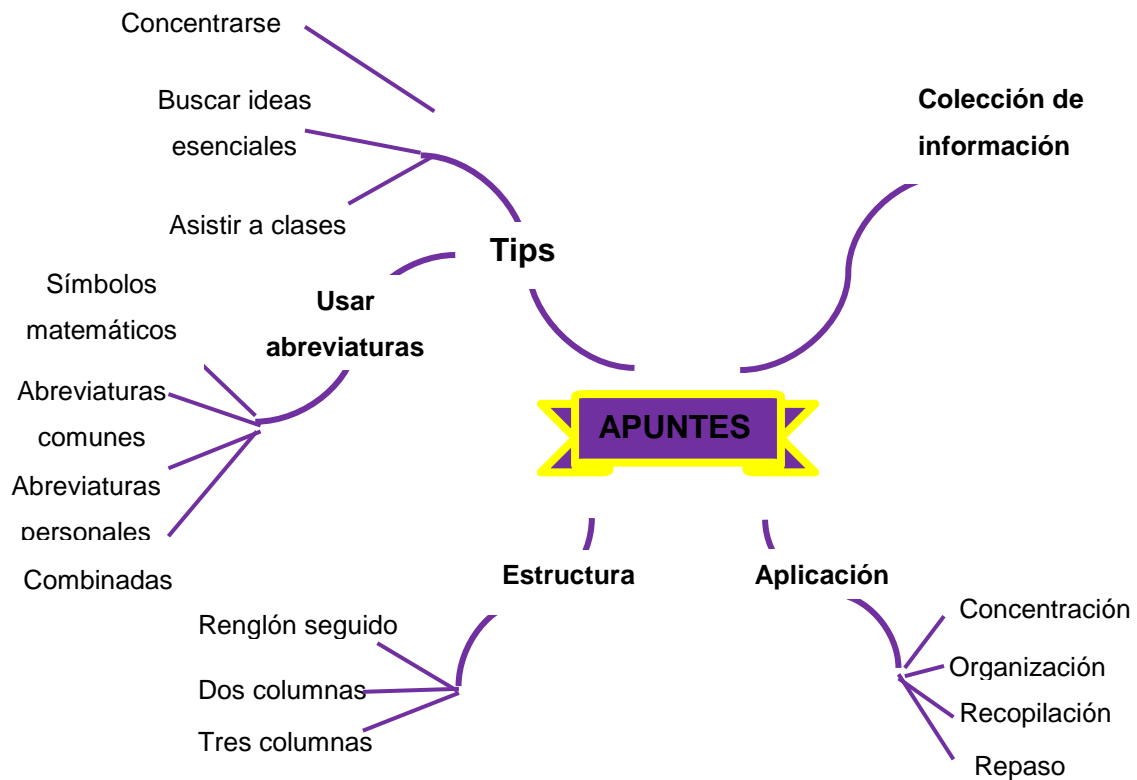 Concentrarse
Buscar ideas
esenciales
Asistir a clases
Colección de
información
Tips
Usar
abreviaturas
Símbolos
matemáticos
Abreviaturas
comunes
Abreviaturas
personales
Combinadas
APUNTES
Estructura
Renglón seguido
Dos columnas
Tres columnas
Aplicación
Concentración
Organización
Recopilación
Repaso